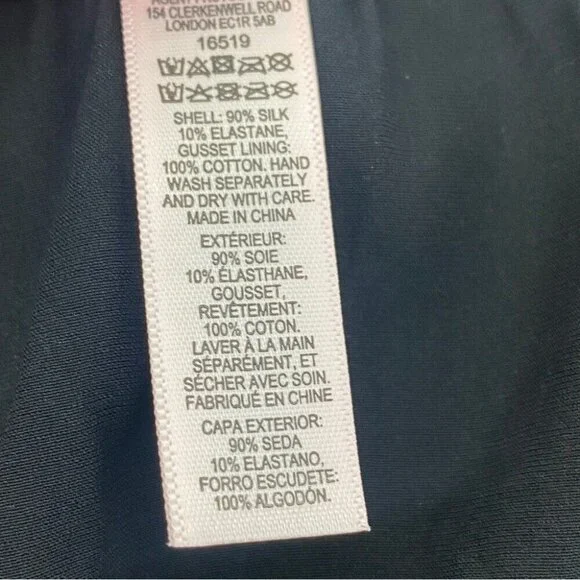 154 CLERKENWELL ROAD
LONDON EC1R 5AB
16519
SHELL: 90% SILK
10% ELASTANE,
GUSSET LINING:
100% COTTON. HAND
WASH SEPARATELY
AND DRY WITH CARE.
MADE IN CHINA
EXTÉRIEUR:
90% SOIE
10% ÉLASTHANE,
GOUSSET,
REVÊTEMENT:
100% COTON.
LAVER À LA MAIN
SÉPARÉMENT, ET
SÉCHER AVEC SOIN.
FABRIQUÉ EN CHINE
CAPA EXTERIOR:
90% SEDA
10% ELASTANO,
FORRO ESCUDETE:
100% ALGODÓN.